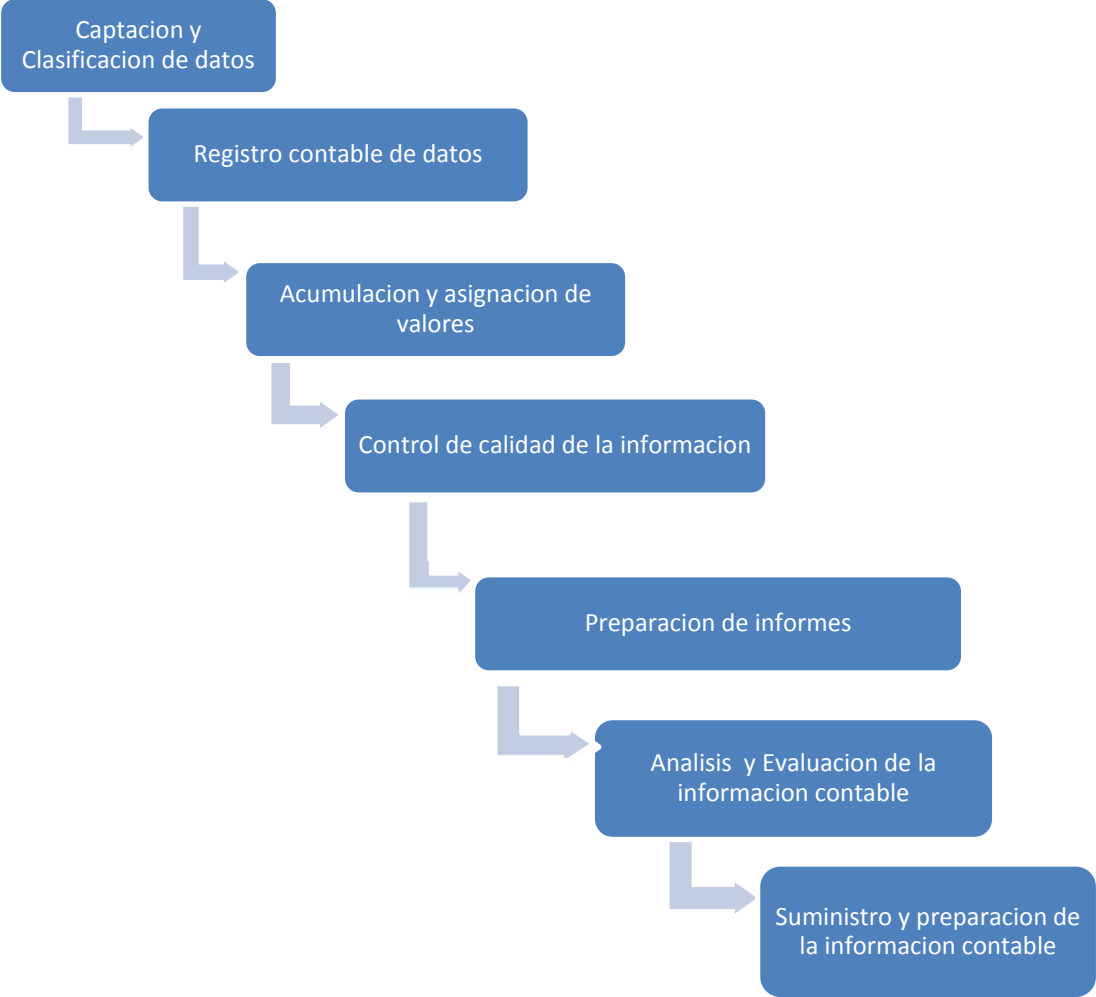 Captacion y
Clasificacion de datos
Registro contable de datos
Acumulacion y asignacion de
valores
Control de calidad de la informacion
Preparacion de informes
Analisis  y Evaluacion de la
informacion contable
Suministro y preparacion de
la informacion contable